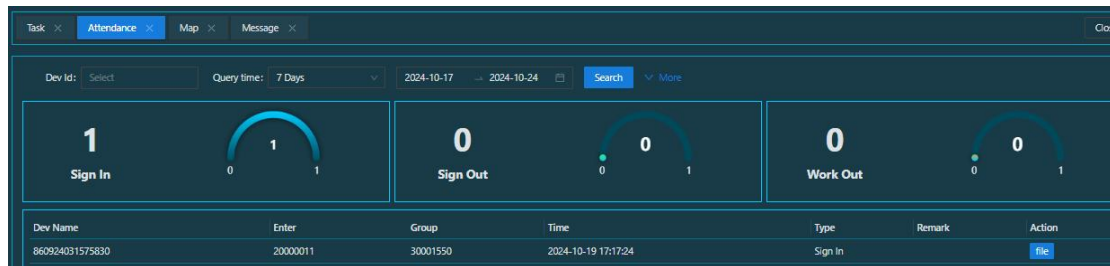 Task × Attendance × Map × Message ×
Dev Id: Select Query time: 7 Days 2024-10-17 → 2024-10-24 Search More
1 1 0 0 0 0
0 1 0 1 0 1
Sign In Sign Out Work Out
Dev Name Enter Group Time Type Remark Action
860924031575830 20000011 30001550 2024-10-19 17:17:24 Sign In file